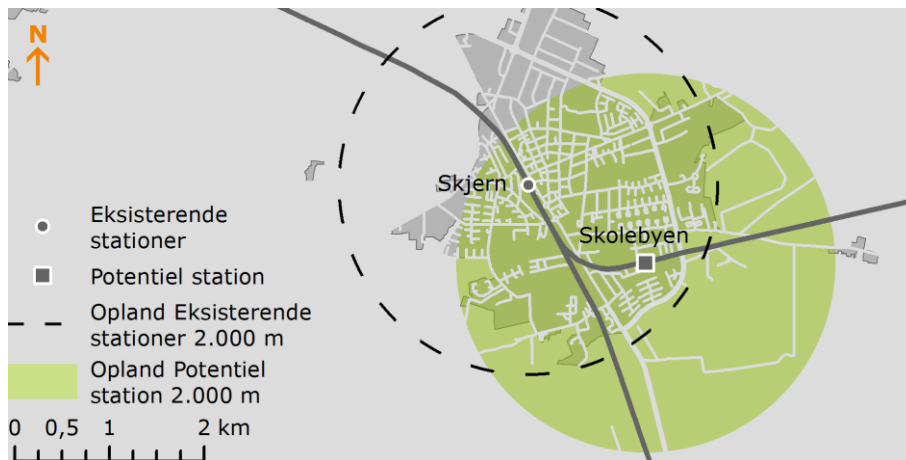 N
Skjern
Skolebyen
Eksisterende
stationer
Potentiel station
Opland Eksisterende
stationer 2.000 m
Opland Potentiel
station 2.000 m
0 0,5 1 2 km